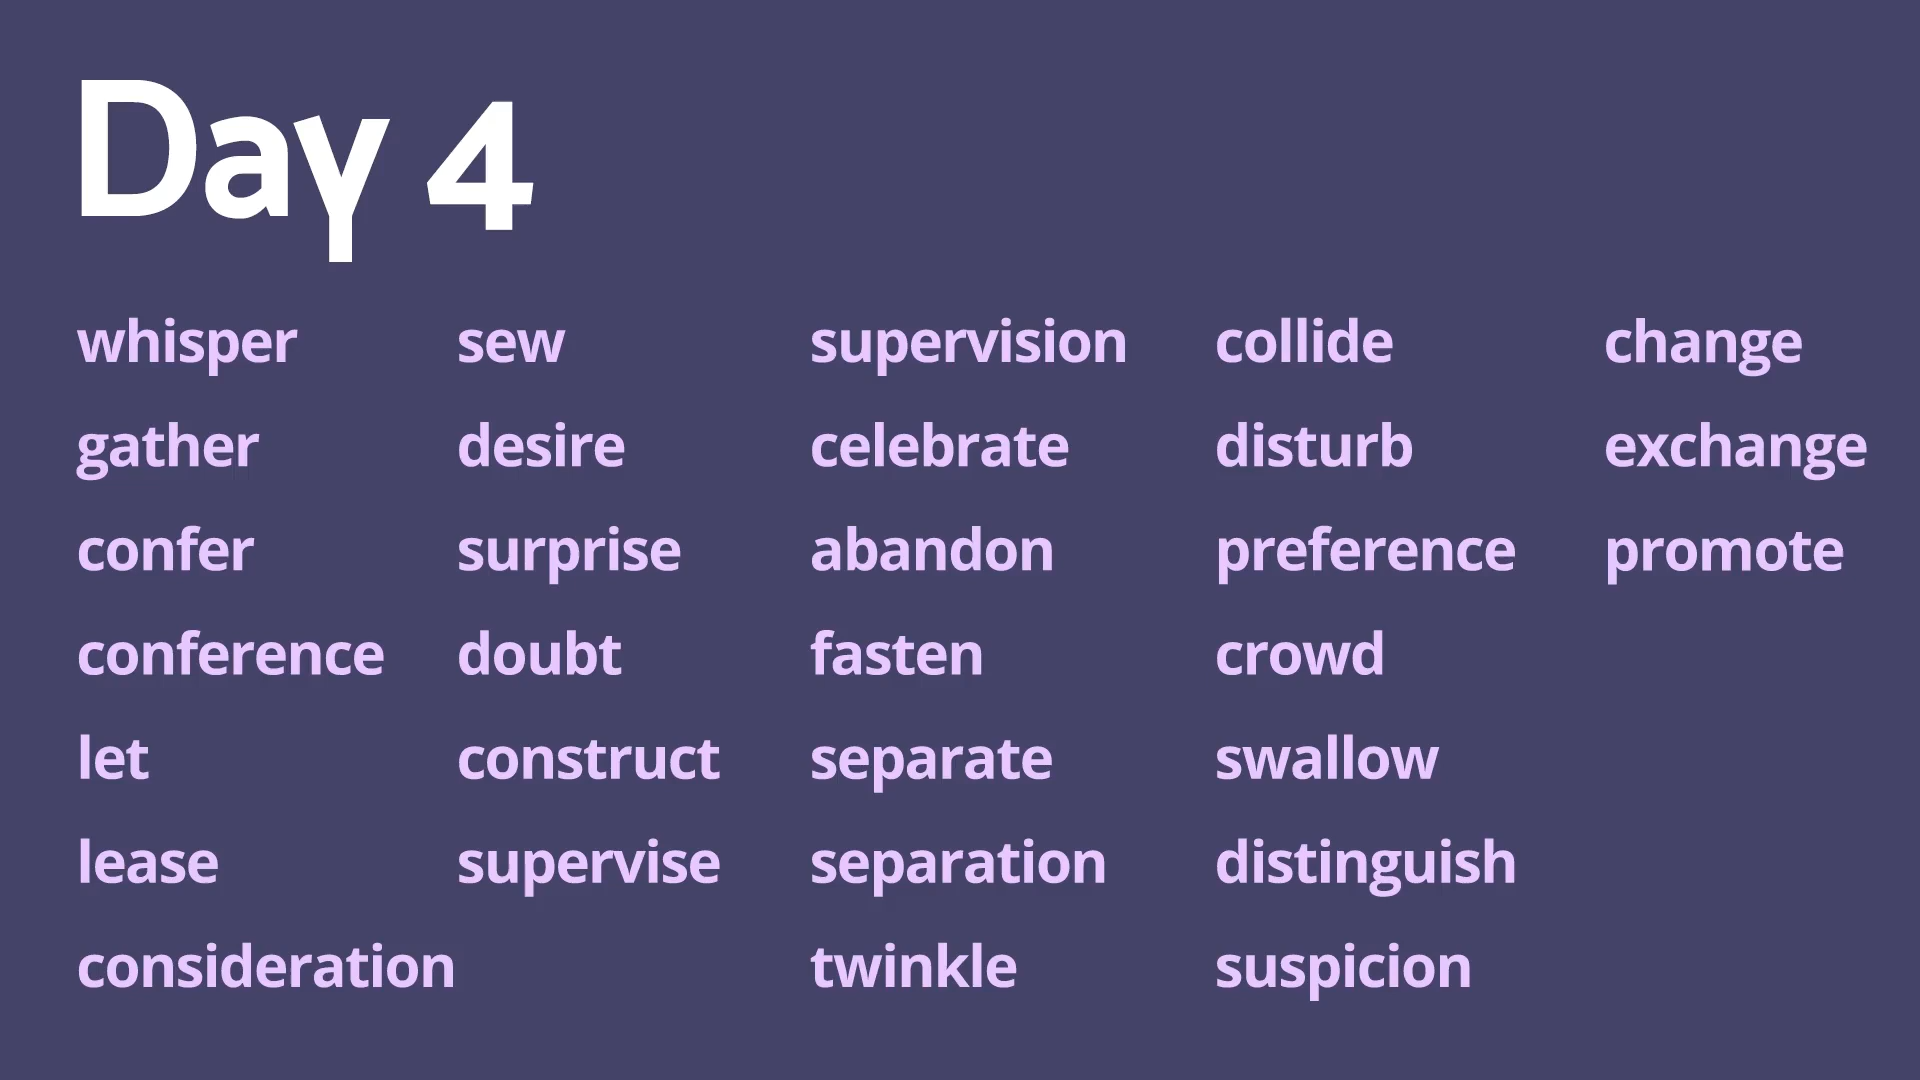 Day 4
whisper
gather
confer
conference
let
lease
consideration
sew
desire
surprise
doubt
construct
supervise
supervision
celebrate
abandon
fasten
separate
separation
twinkle
collide
disturb
preference
crowd
swallow
distinguish
suspicion
change
exchange
promote